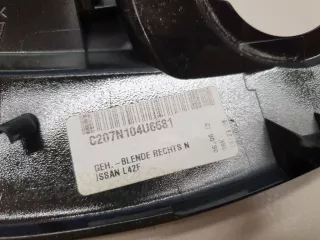 C207N104U6681
GEH.-BLENDE RECHTS N
ISSAN L42F